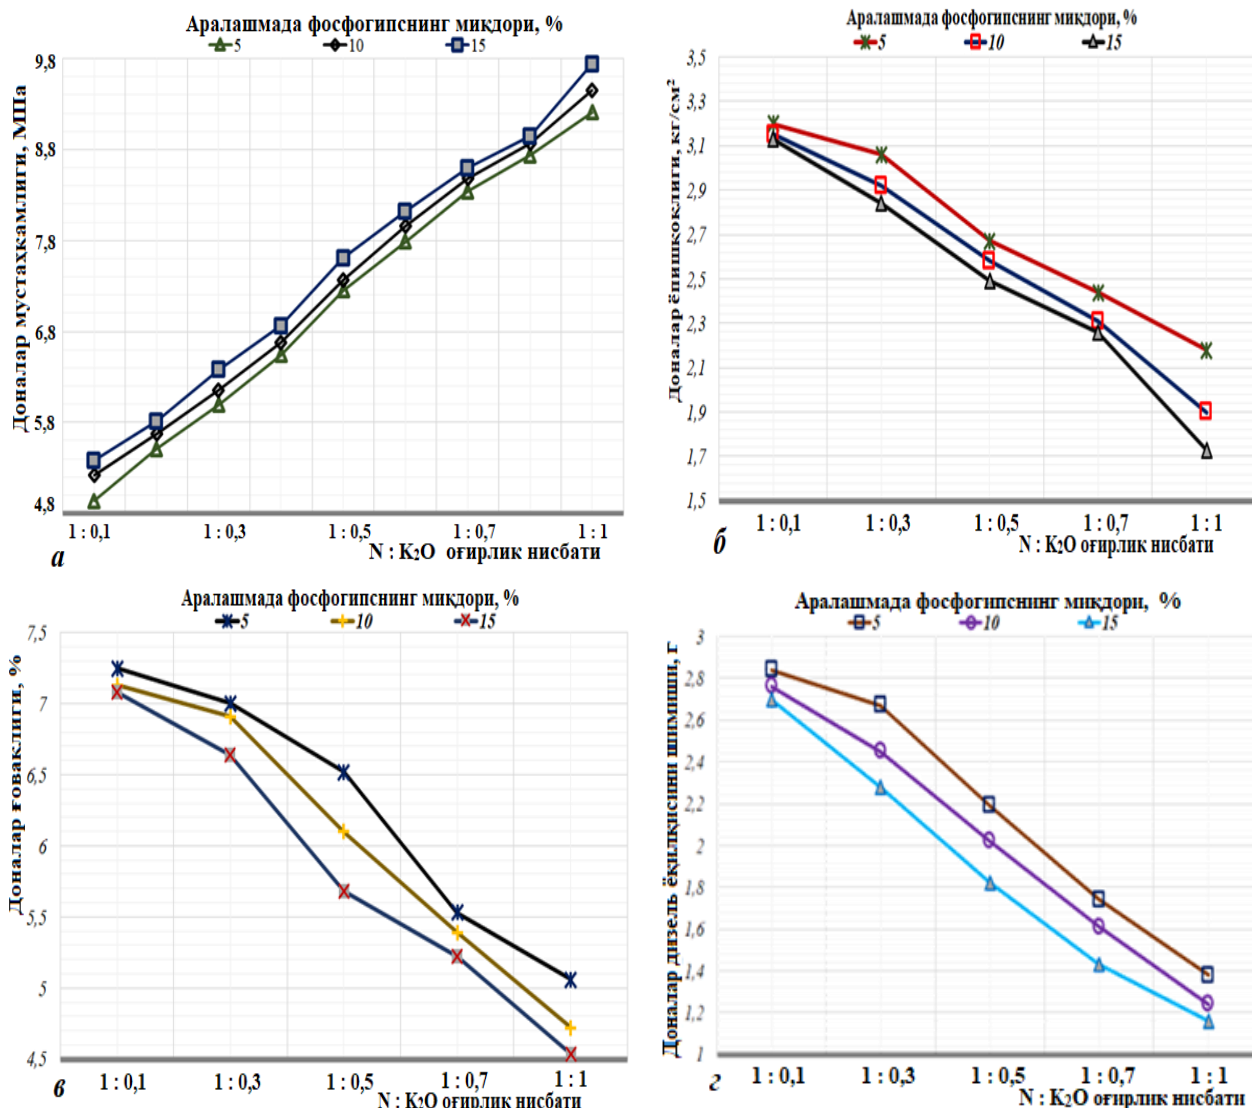 Аралашмада фосфогипснинг миқдори, %
5 10 15
Доналар мустаҳкамлиги, МПа
9,8
8,8
7,8
6,8
5,8
4,8
1 : 0,1 1 : 0,3 1 : 0,5 1 : 0,7 1 : 1
N : K₂O оғирлик нисбати
а
Аралашмада фосфогипснинг миқдори, %
5 10 15
Доналар ёпишқоклиги, кг/см²
3,5
3,3
3,1
2,9
2,7
2,5
2,3
2,1
1,9
1,7
1,5
1 : 0,1 1 : 0,3 1 : 0,5 1 : 0,7 1 : 1
N : K₂O оғирлик нисбати
б
Аралашмада фосфогипснинг миқдори, %
5 10 15
Доналар ғоваклиги, %
7,5
7
6,5
6
5,5
5
4,5
1 : 0,1 1 : 0,3 1 : 0,5 1 : 0,7 1 : 1
N : K₂O оғирлик нисбати
в
Аралашмада фосфогипснинг миқдори, %
5 10 15
Доналар дизель ёқилқисини шимиши, г
3
2,8
2,6
2,4
2,2
2
1,8
1,6
1,4
1,2
1
1 : 0,1 1 : 0,3 1 : 0,5 1 : 0,7 1 : 1
N : K₂O оғирлик нисбати
г